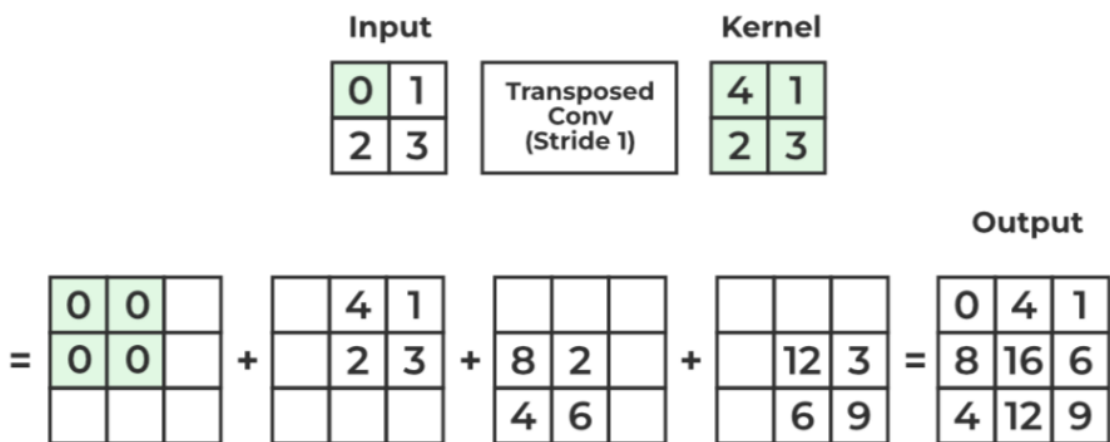 Input Kernel
0 1 Transposed Conv (Stride 1) 4 1
2 3 2 3
Output
0 0 4 1 0 4 1
= 0 0 + 2 3 + 8 2 + 12 3 = 8 16 6
4 6 6 9 4 12 9